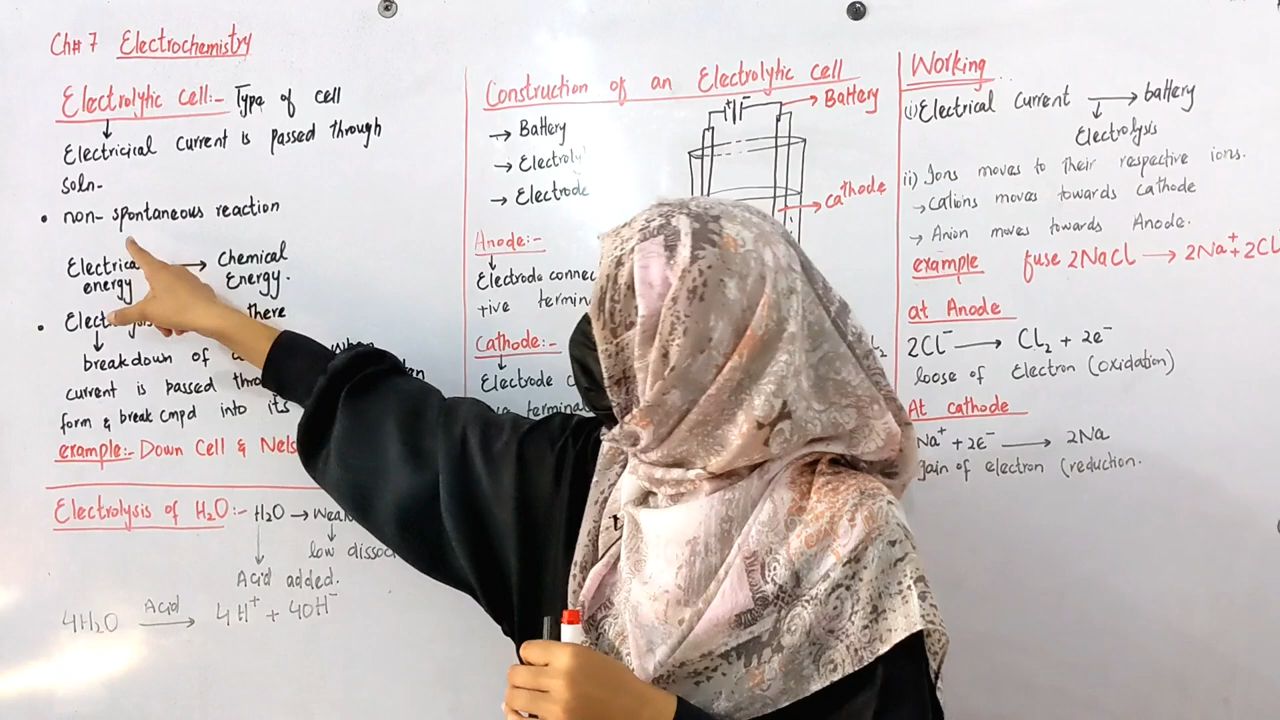 Ch# 7 Electrochemistry
Electrolytic cell:- Type of cell
Electricical current is passed through
soln-
• non- spontaneous reaction
Electrica → Chemical
energy Energy.
• Elect there
breakdown of when
current is passed thro
form & break cmpd into its
example:- Down Cell & Nels
Electrolysis of H2O:- H2O → Weak
low dissoc
Acid added.
4H2O Acid → 4H+ + 4OH-
Construction of an Electrolytic cell
→ Battery
→ Electroly
→ Electrode
+ -
→ Battery
→ cathode
Anode:-
Electrode connec
+ive termin
Cathode:-
Electrode c
terminal
Working
(i) Electrical current → battery
Electrolysis
ii) Ions moves to their respective ions.
→ Cations moves towards cathode
→ Anion moves towards Anode.
example fuse 2NaCl → 2Na+ + 2Cl
at Anode
2Cl- → Cl2 + 2e-
loose of Electron (oxidation)
At cathode
Na+ + 2e- → 2Na
gain of electron (reduction.